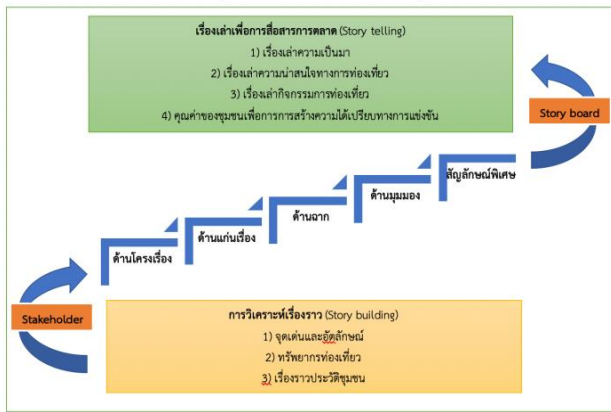 เรื่องเล่าเพื่อการสื่อสารการตลาด (Story telling)
1) เรื่องเล่าความเป็นมา
2) เรื่องเล่าความน่าสนใจทางการท่องเที่ยว
3) เรื่องเล่ากิจกรรมการท่องเที่ยว
4) คุณค่าของชุมชนเพื่อการการสร้างความได้เปรียบทางการแข่งขัน
Story board
สัญลักษณ์พิเศษ
ด้านมุมมอง
ด้านฉาก
ด้านแก่นเรื่อง
ด้านโครงเรื่อง
Stakeholder
การวิเคราะห์เรื่องราว (Story building)
1) จุดเด่นและอัตลักษณ์
2) ทรัพยากรท่องเที่ยว
3) เรื่องราวประวัติชุมชน